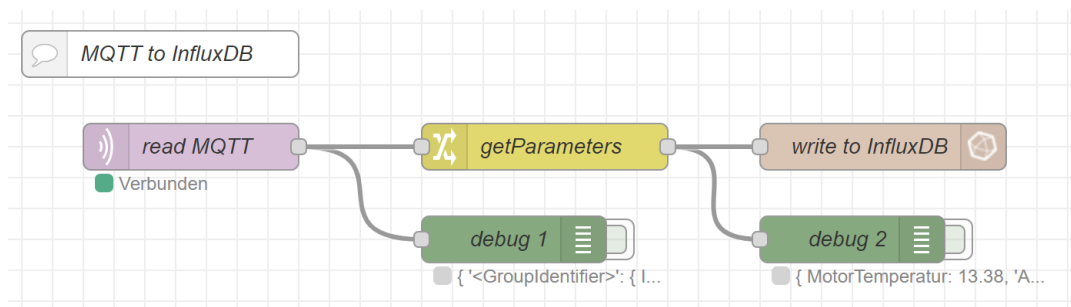 MQTT to InfluxDB
read MQTT
getParameters
write to InfluxDB
Verbunden
debug 1
debug 2
{ '<GroupIdentifier>': { I...
{ MotorTemperatur: 13.38, 'A...